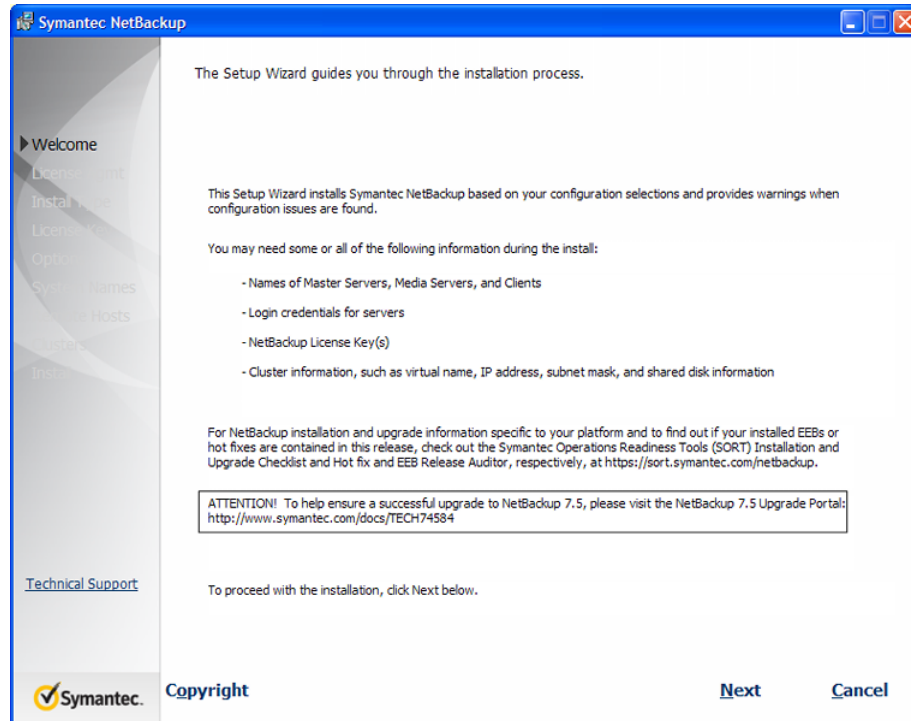 Symantec NetBackup
The Setup Wizard guides you through the installation process.
Welcome
License
Install
License
System Names
Hosts
Clusters
Install
This Setup Wizard installs Symantec NetBackup based on your configuration selections and provides warnings when
configuration issues are found.
You may need some or all of the following information during the install:
- Names of Master Servers, Media Servers, and Clients
- Login credentials for servers
- NetBackup License Key(s)
- Cluster information, such as virtual name, IP address, subnet mask, and shared disk information
For NetBackup installation and upgrade information specific to your platform and to find out if your installed EEBs or
hot fixes are contained in this release, check out the Symantec Operations Readiness Tools (SORT) Installation and
Upgrade Checklist and Hot fix and EEB Release Auditor, respectively, at https://sort.symantec.com/netbackup.
ATTENTION! To help ensure a successful upgrade to NetBackup 7.5, please visit the NetBackup 7.5 Upgrade Portal:
http://www.symantec.com/docs/TECH74584
Technical Support
To proceed with the installation, click Next below.
Symantec.
Copyright
Next
Cancel